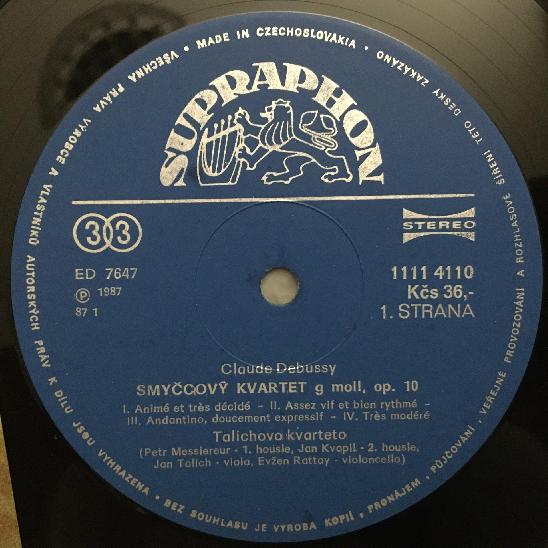 MADE IN CZECHOSLOVAKIA • VŠECHNA PRÁVA VÝROBCE A VLASTNÍKŮ AUTORSKÝCH PRÁV K DÍLU JSOU VYHRAZENA • BEZ SOUHLASU JE VÝROBA KOPIÍ, PRONÁJEM, PŮJČOVÁNÍ, VEŘEJNÉ PROVOZOVÁNÍ A ROZHLASOVÉ ŠÍŘENÍ TÉTO DESKY ZAKÁZÁNO •
SUPRAPHON
33
STEREO
ED 7647
℗ 1987
87 1
1111 4110
Kčs 36,-
1. STRANA
Claude Debussy
SMYČCOVÝ KVARTET g moll, op. 10
I. Animé et très décidé – II. Assez vif et bien rythmé –
III. Andantino, doucement expressif – IV. Très modéré
Talichovo kvarteto
(Petr Messiereur - 1. housle, Jan Kvapil - 2. housle,
Jan Talich - viola, Evžen Rattay - violoncello)